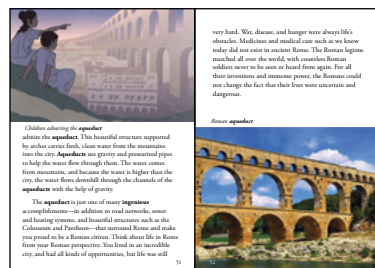 Children admiring the aqueduct
admire the aqueduct. This beautiful structure supported
by arches carries fresh, clean water from the mountains
into the city. Aqueducts use gravity and pressurized pipes
to help the water flow through them. The water comes
from mountains, and because the water is higher than the
city, the water flows downhill through the channels of the
aqueducts with the help of gravity.
The aqueduct is just one of many ingenious
accomplishments—in addition to road networks, sewer
and heating systems, and beautiful structures such as the
Colosseum and Pantheon—that surround Rome and make
you proud to be a Roman citizen. Think about life in Rome
from your Roman perspective. You lived in an incredible
city, and had all kinds of opportunities, but life was still
51
very hard. War, disease, and hunger were always life's
obstacles. Medicines and medical care such as we know
today did not exist in ancient Rome. The Roman legions
marched all over the world, with countless Roman
soldiers never to be seen or heard from again. For all
their inventions and immense power, the Romans could
not change the fact that their lives were uncertain and
dangerous.
Roman aqueduct
52